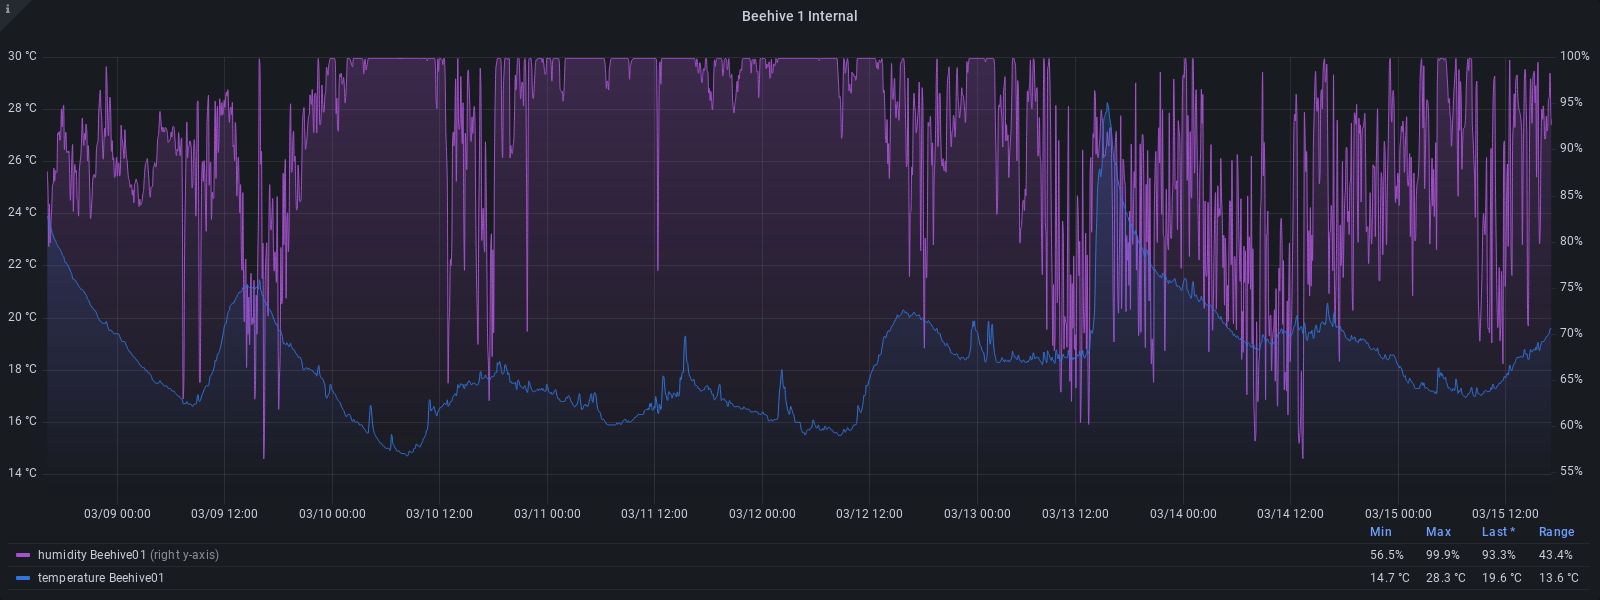 i
Beehive 1 Internal
30 °C 100%
28 °C 95%
26 °C 90%
24 °C 85%
22 °C 80%
20 °C 75%
18 °C 70%
16 °C 65%
14 °C 60%
55%
03/09 00:00 03/09 12:00 03/10 00:00 03/10 12:00 03/11 00:00 03/11 12:00 03/12 00:00 03/12 12:00 03/13 00:00 03/13 12:00 03/14 00:00 03/14 12:00 03/15 00:00 03/15 12:00
Min Max Last * Range
humidity Beehive01 (right y-axis) 56.5% 99.9% 93.3% 43.4%
temperature Beehive01 14.7 °C 28.3 °C 19.6 °C 13.6 °C